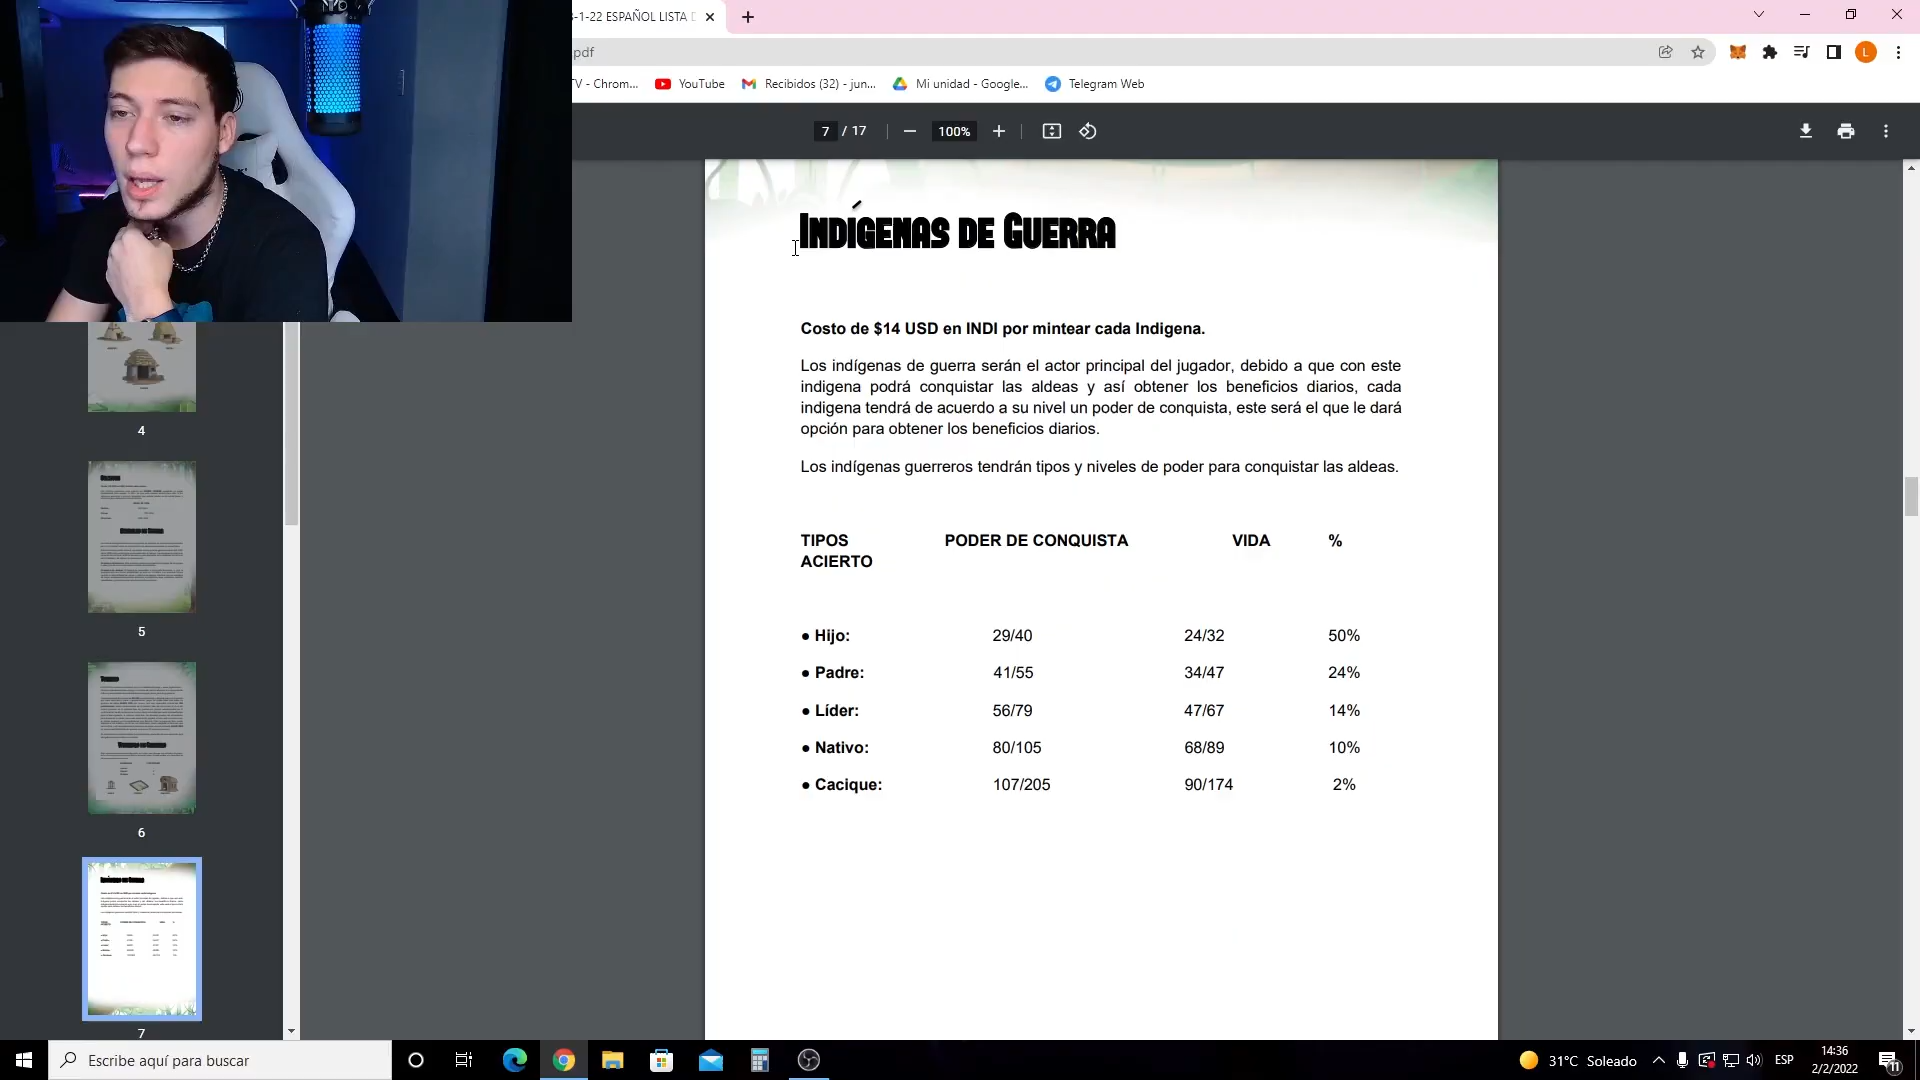 3-1-22 ESPAÑOL LISTA
pdf
TV - Chrom...
YouTube
Recibidos (32) - jun...
Mi unidad - Google...
Telegram Web
L
7 / 17
100%
INDÍGENAS DE GUERRA
Costo de $14 USD en INDI por mintear cada Indigena.
Los indígenas de guerra serán el actor principal del jugador, debido a que con este
indigena podrá conquistar las aldeas y así obtener los beneficios diarios, cada
indigena tendrá de acuerdo a su nivel un poder de conquista, este será el que le dará
opción para obtener los beneficios diarios.
Los indígenas guerreros tendrán tipos y niveles de poder para conquistar las aldeas.
TIPOS PODER DE CONQUISTA VIDA %
ACIERTO
● Hijo: 29/40 24/32 50%
● Padre: 41/55 34/47 24%
● Líder: 56/79 47/67 14%
● Nativo: 80/105 68/89 10%
● Cacique: 107/205 90/174 2%
4
5
6
7
Escribe aquí para buscar
31°C Soleado
ESP
14:36
2/2/2022
11